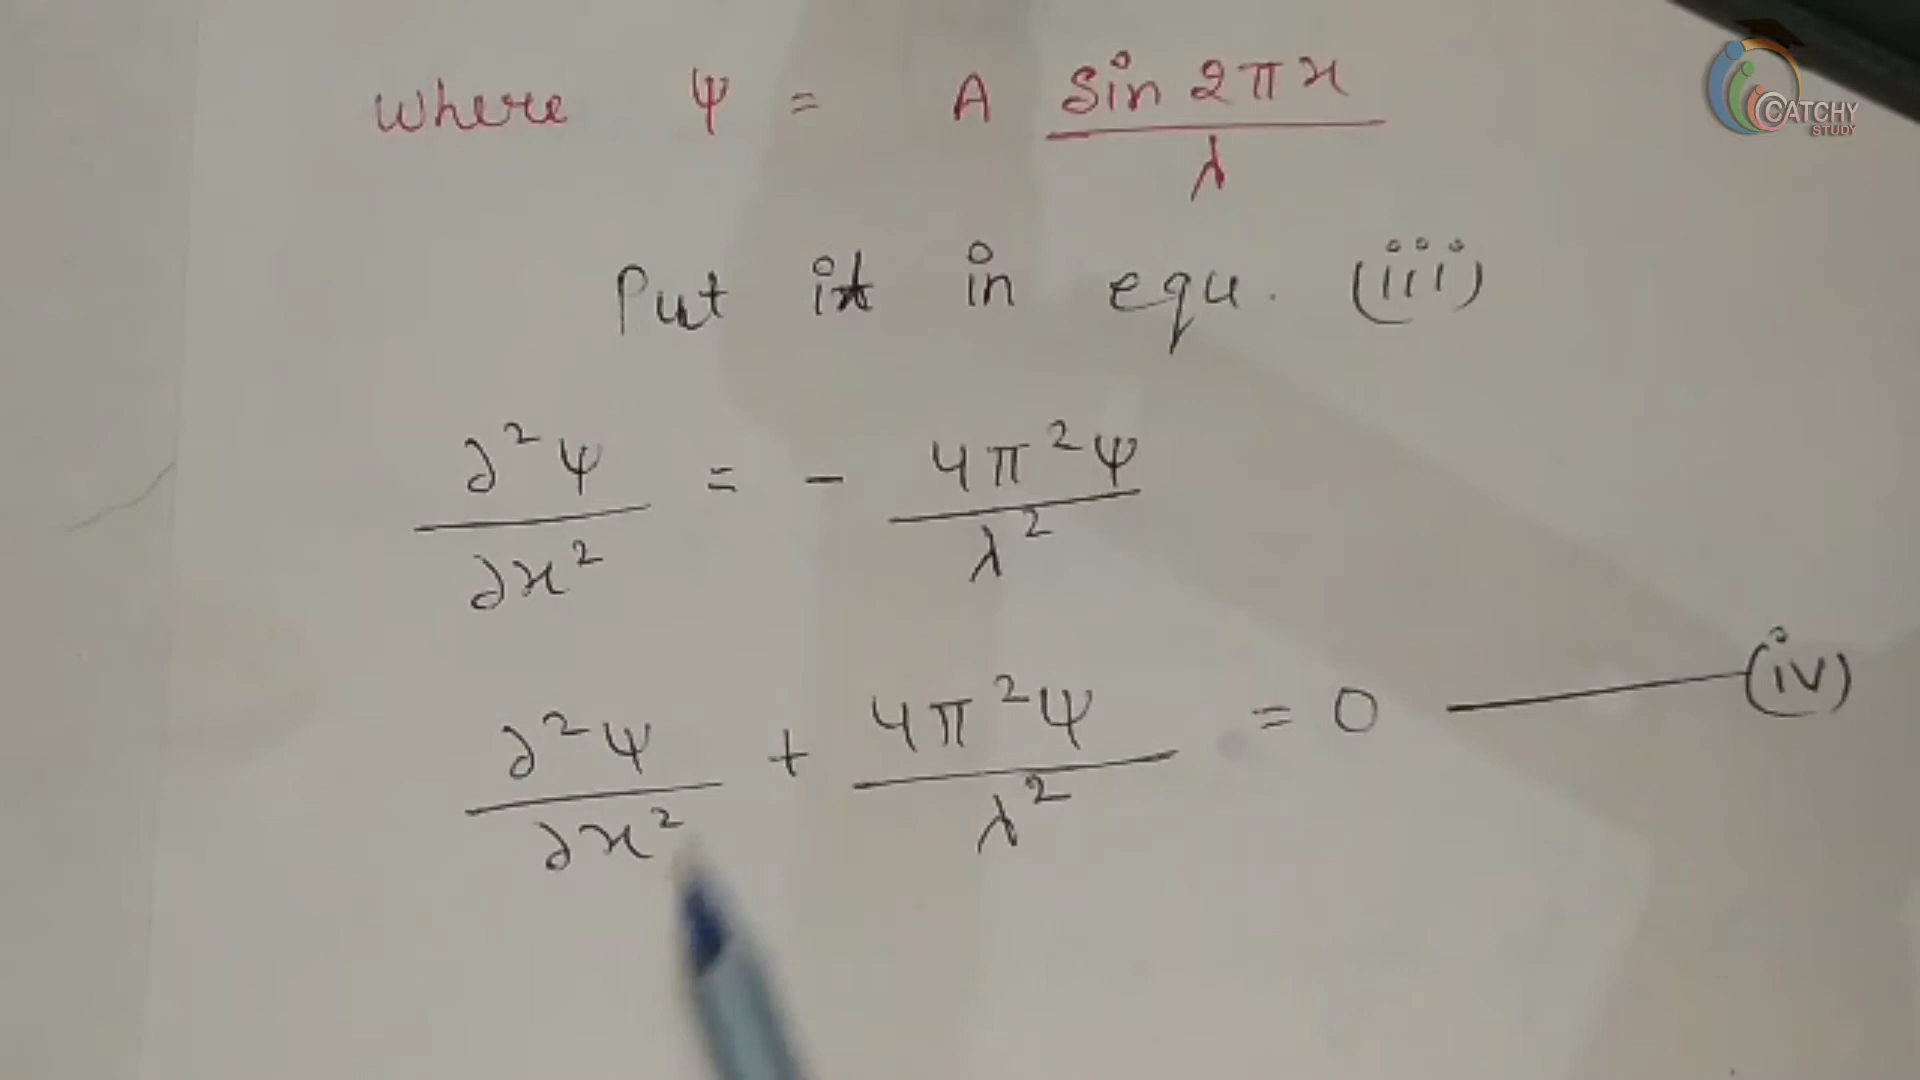 where ψ = A sin 2πx / λ
Put it in equ. (iii)
∂²ψ / ∂x² = - 4π²ψ / λ²
∂²ψ / ∂x² + 4π²ψ / λ² = 0 — (iv)
CATCHY
STUDY